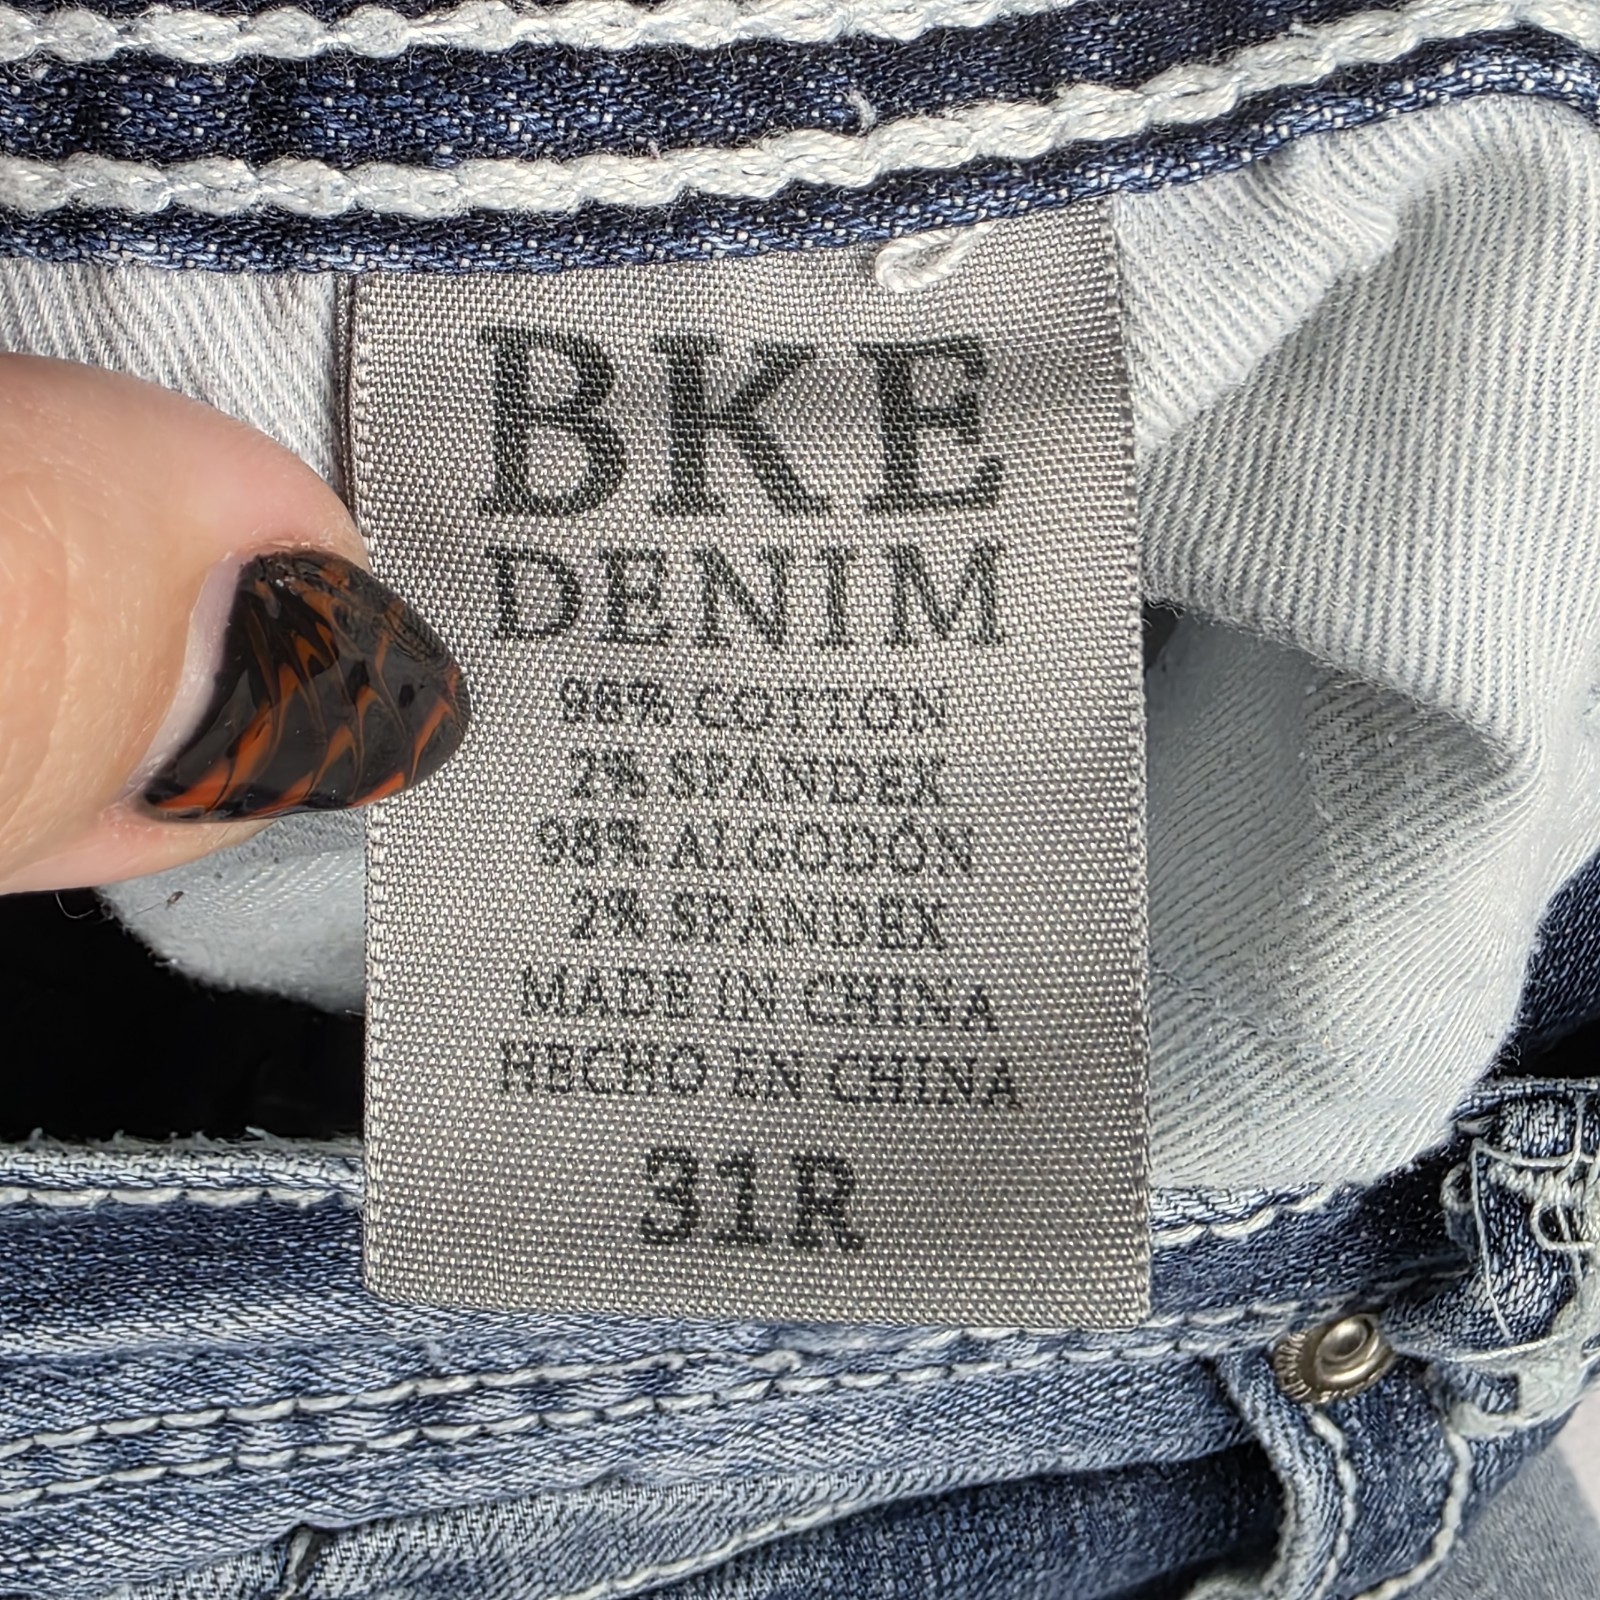 BKE
DENIM
98% COTTON
2% SPANDEX
98% ALGODÓN
2% SPANDEX
MADE IN CHINA
HECHO EN CHINA
31R